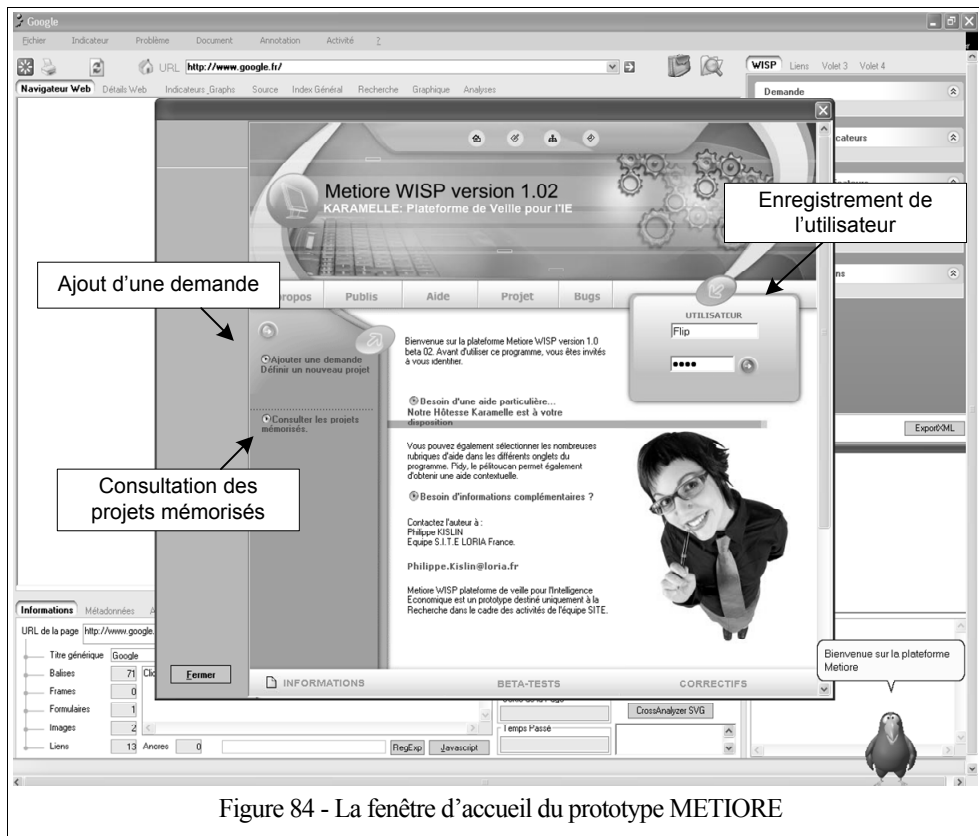 Google
Fichier Indicateur Problème Document Annotation Activité ?
URL http://www.google.fr/
WISP Liens Volet 3 Volet 4
Navigateur Web Détails Web Indicateurs_Graphs Source Index Général Recherche Graphique Analyses
Demande
cateurs
Metiore WISP version 1.02
KARAMELLE: Plateforme de Veille pour l'IE
Enregistrement de
l'utilisateur
Ajout d'une demande
ropos Publis Aide Projet Bugs
ns
UTILISATEUR
Flip
Bienvenue sur la plateforme Metiore WISP version 1.0
beta 02. Avant d'utiliser ce programme, vous êtes invités
à vous identifier.
Ajouter une demande
Définir un nouveau projet
Besoin d'une aide particulière...
Notre Hôtesse Karamelle est à votre
disposition
Consulter les projets
mémorisés.
ExportXML
Vous pouvez également sélectionner les nombreuses
rubriques d'aide dans les différents onglets du
programme. Pidy, le pélitoucan permet également
d'obtenir une aide contextuelle.
Consultation des
projets mémorisés
Besoin d'informations complémentaires ?
Contactez l'auteur à :
Philippe KISLIN
Equipe S.I.T.E LORIA France.
Philippe.Kislin@loria.fr
Metiore WISP plateforme de veille pour l'Intelligence
Economique est un prototype destiné uniquement à la
Recherche dans le cadre des activités de l'équipe SITE.
Informations Métadonnées A
URL de la page http://www.google.
Titre générique Google
Balises 71 Clic
Frames 0
Formulaires 1
Images 2
Liens 13 Ancres 0
Fermer
INFORMATIONS BETA-TESTS CORRECTIFS
Bienvenue sur la plateforme
Metiore
CrossAnalyzer SVG
Temps Passé
RegExp Javascript
Figure 84 - La fenêtre d'accueil du prototype METIORE